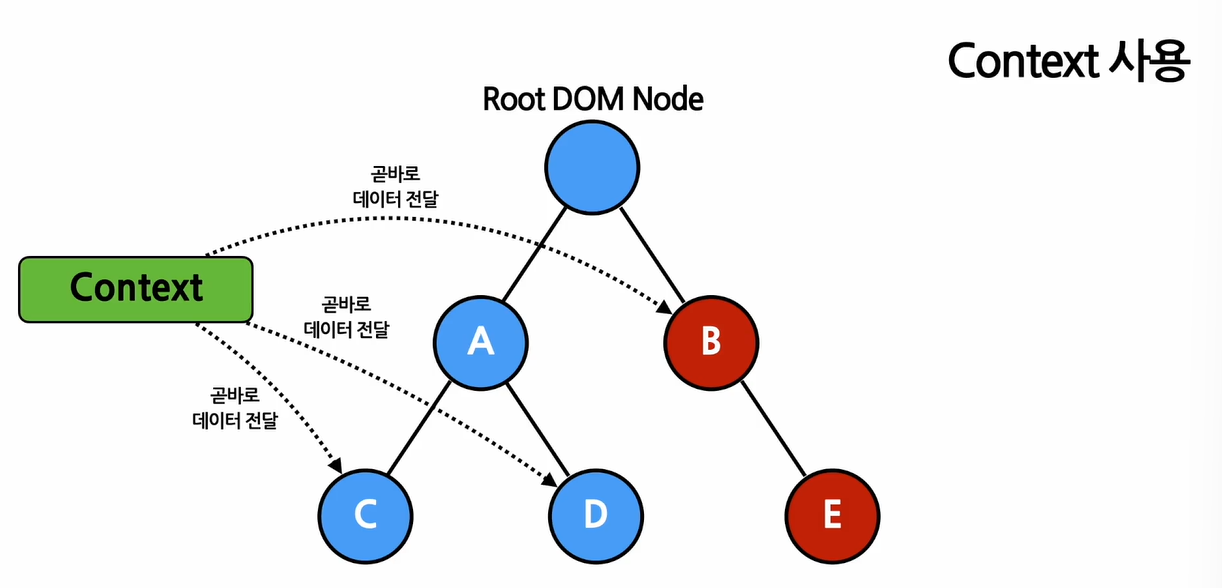 Context 사용
Root DOM Node
곧바로
데이터 전달
Context
곧바로
데이터 전달
곧바로
데이터 전달
A
B
C
D
E